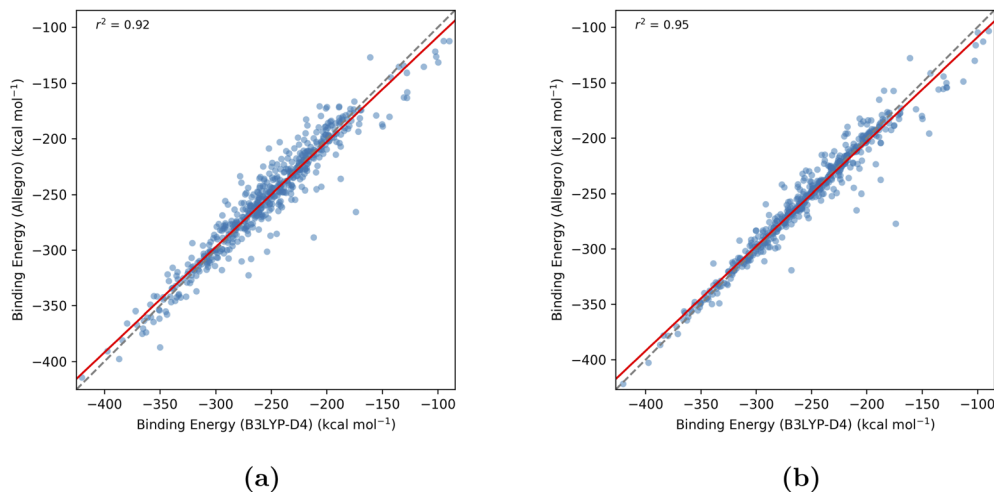 r² = 0.92
−100
−150
−200
−250
−300
−350
−400
Binding Energy (Allegro) (kcal mol⁻¹)
−400 −350 −300 −250 −200 −150 −100
Binding Energy (B3LYP-D4) (kcal mol⁻¹)
(a)
r² = 0.95
−100
−150
−200
−250
−300
−350
−400
Binding Energy (Allegro) (kcal mol⁻¹)
−400 −350 −300 −250 −200 −150 −100
Binding Energy (B3LYP-D4) (kcal mol⁻¹)
(b)